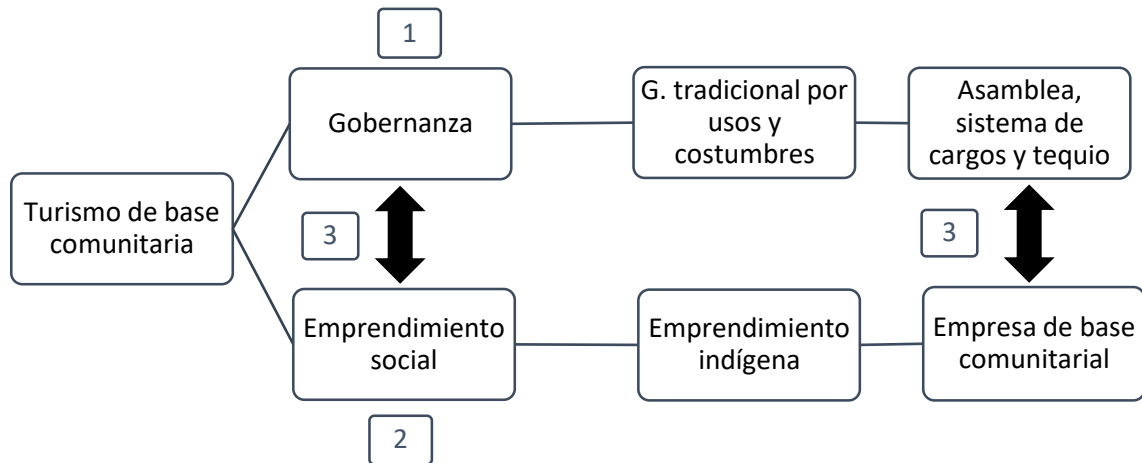 1
Gobernanza
G. tradicional por
usos y
costumbres
Asamblea,
sistema de
cargos y tequio
Turismo de base
comunitaria
3
3
Emprendimiento
social
Emprendimiento
indígena
Empresa de base
comunitarial
2